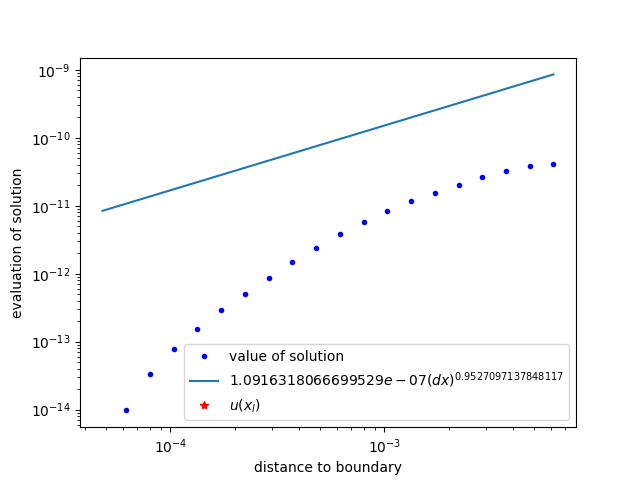 10⁻⁹
10⁻¹⁰
10⁻¹¹
10⁻¹²
10⁻¹³
10⁻¹⁴
evaluation of solution
value of solution
1.0916318066699529e − 07(dx)^0.9527097137848117
u(x_l)
10⁻⁴
10⁻³
distance to boundary